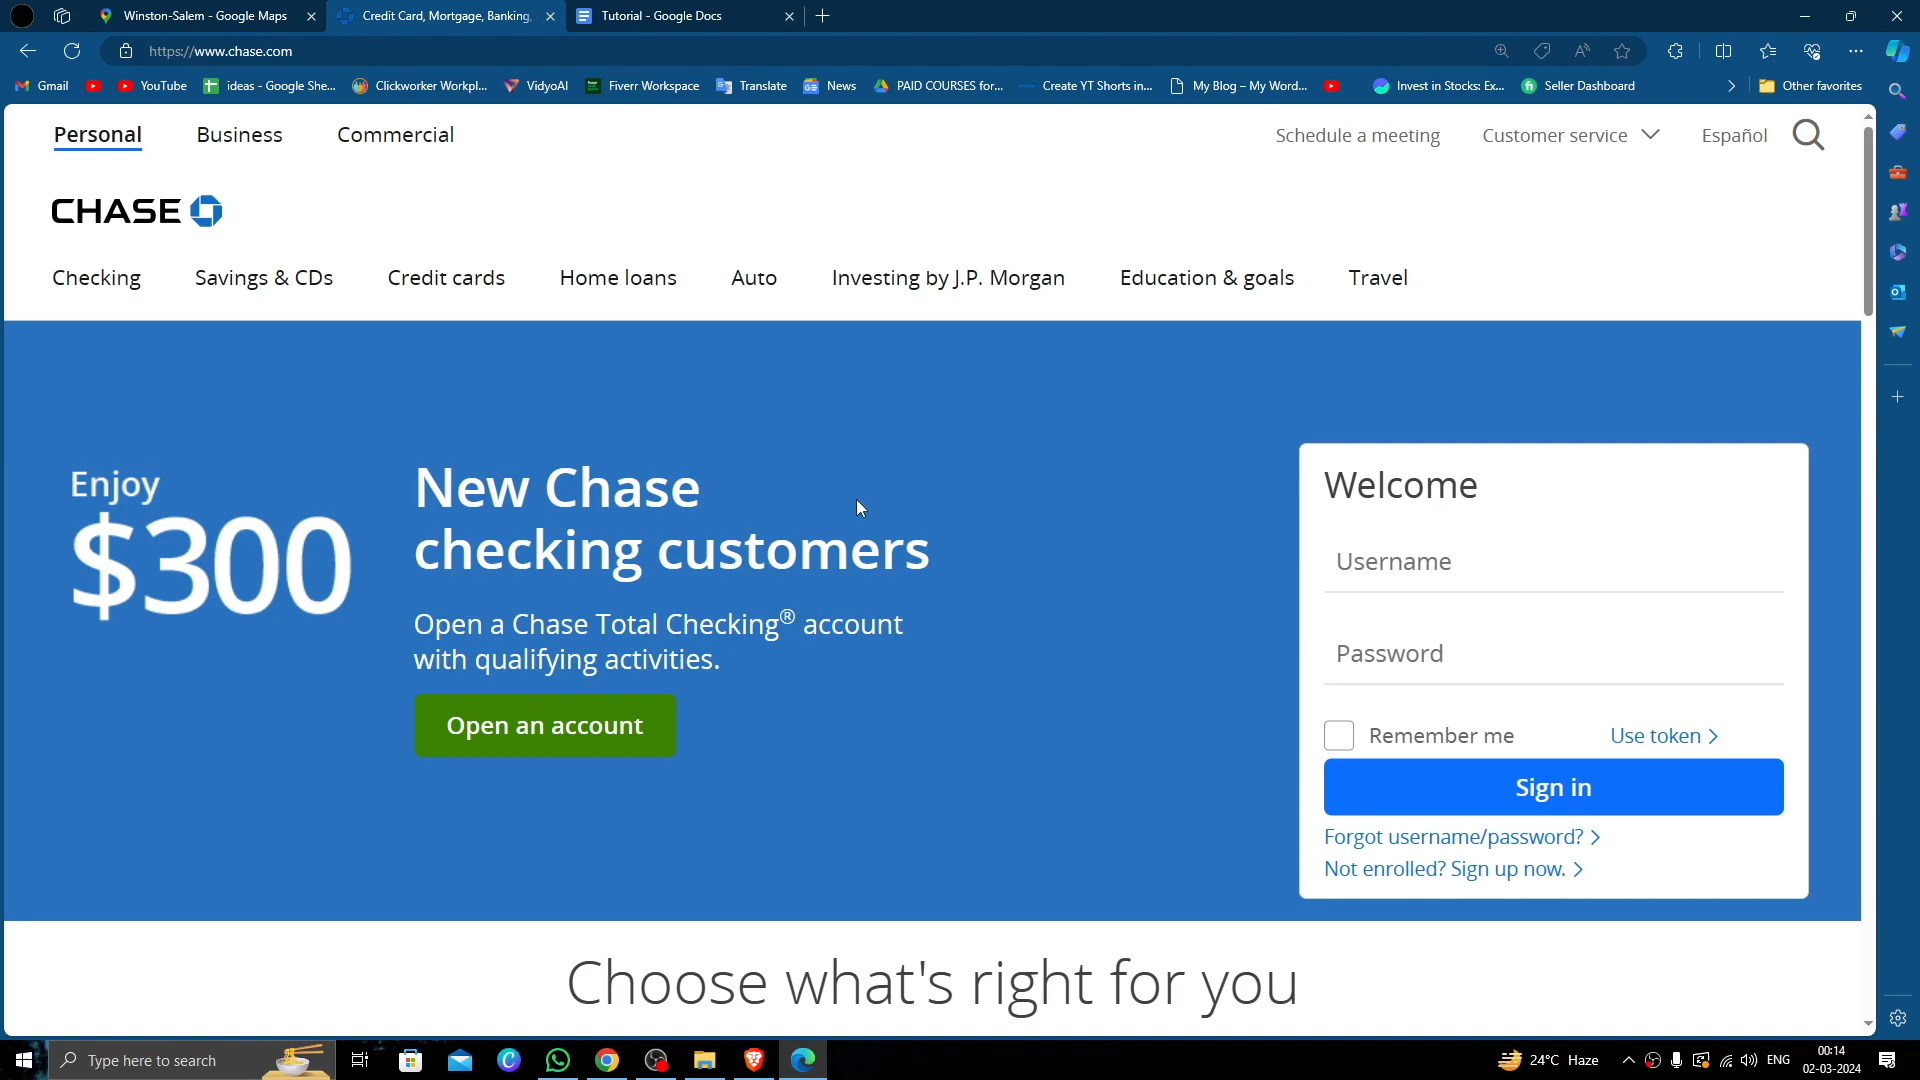 Winston-Salem - Google Maps
Credit Card, Mortgage, Banking,
Tutorial - Google Docs
https://www.chase.com
Gmail
YouTube
ideas - Google She...
Clickworker Workpl...
VidyoAI
Fiverr Workspace
Translate
News
PAID COURSES for...
Create YT Shorts in...
My Blog – My Word...
Invest in Stocks: Ex...
Seller Dashboard
Other favorites
Personal Business Commercial
Schedule a meeting Customer service Español
CHASE
Checking Savings & CDs Credit cards Home loans Auto Investing by J.P. Morgan Education & goals Travel
Enjoy
$300
New Chase
checking customers
Open a Chase Total Checking® account
with qualifying activities.
Open an account
Welcome
Username
Password
Remember me Use token
Sign in
Forgot username/password?
Not enrolled? Sign up now.
Choose what's right for you
Type here to search
24°C Haze
ENG
00:14
02-03-2024